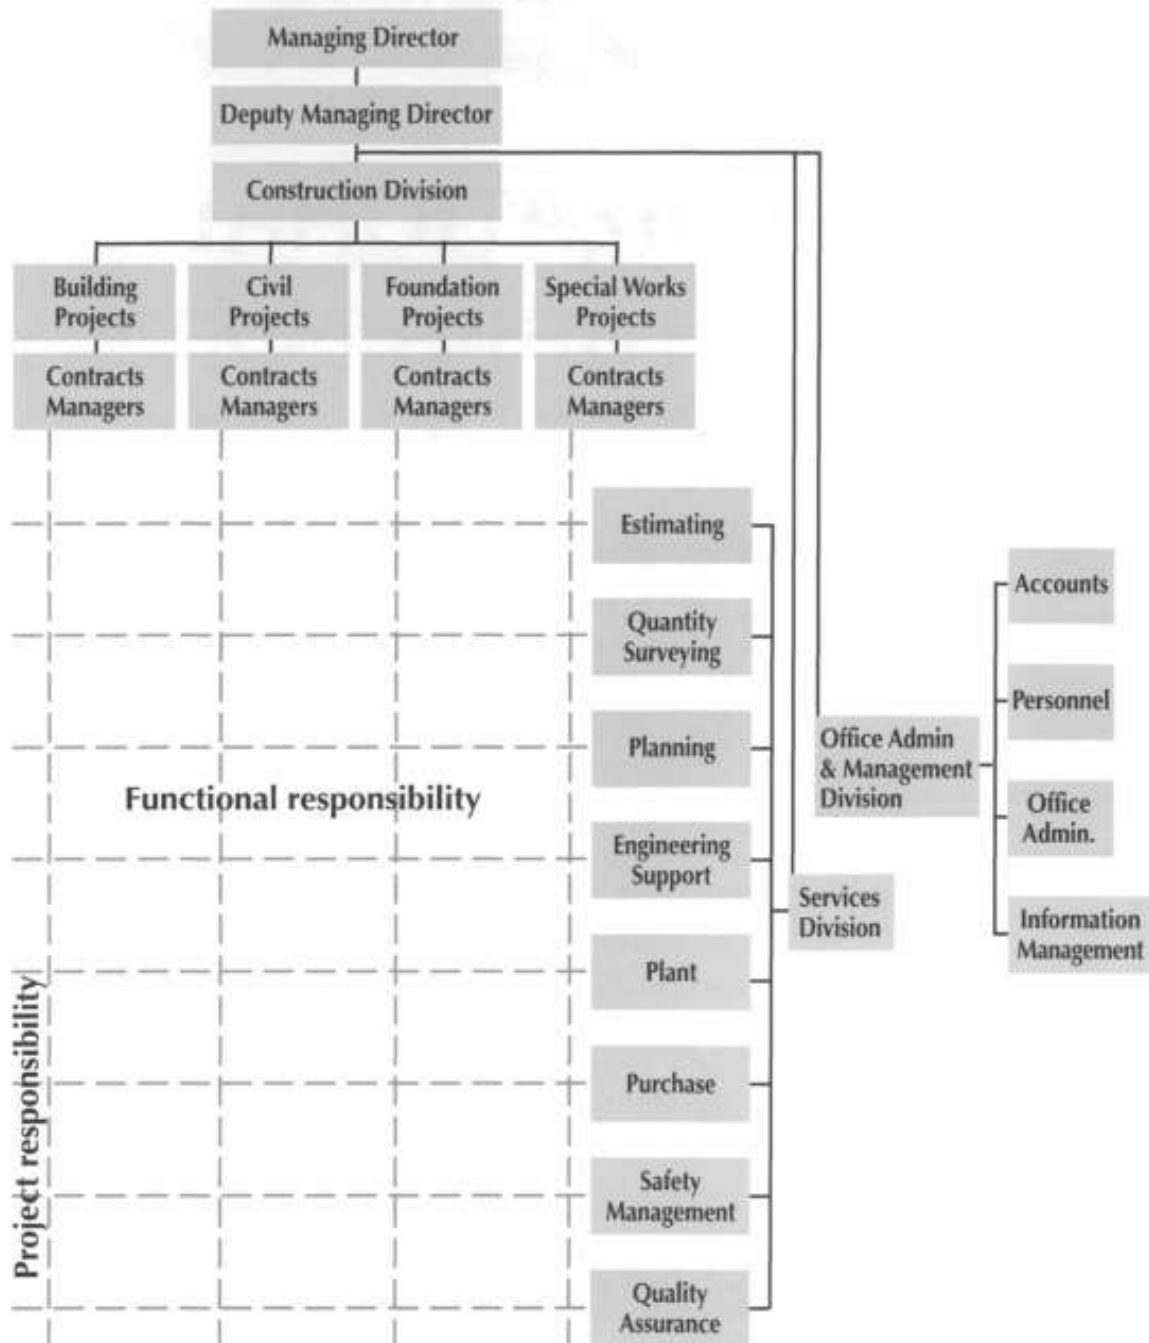 Managing Director
Deputy Managing Director
Construction Division
Building
Projects
Civil
Projects
Foundation
Projects
Special Works
Projects
Contracts
Managers
Contracts
Managers
Contracts
Managers
Contracts
Managers
Estimating
Quantity
Surveying
Planning
Engineering
Support
Plant
Purchase
Safety
Management
Quality
Assurance
Functional responsibility
Project responsibility
Services
Division
Office Admin
& Management
Division
Accounts
Personnel
Office
Admin.
Information
Management